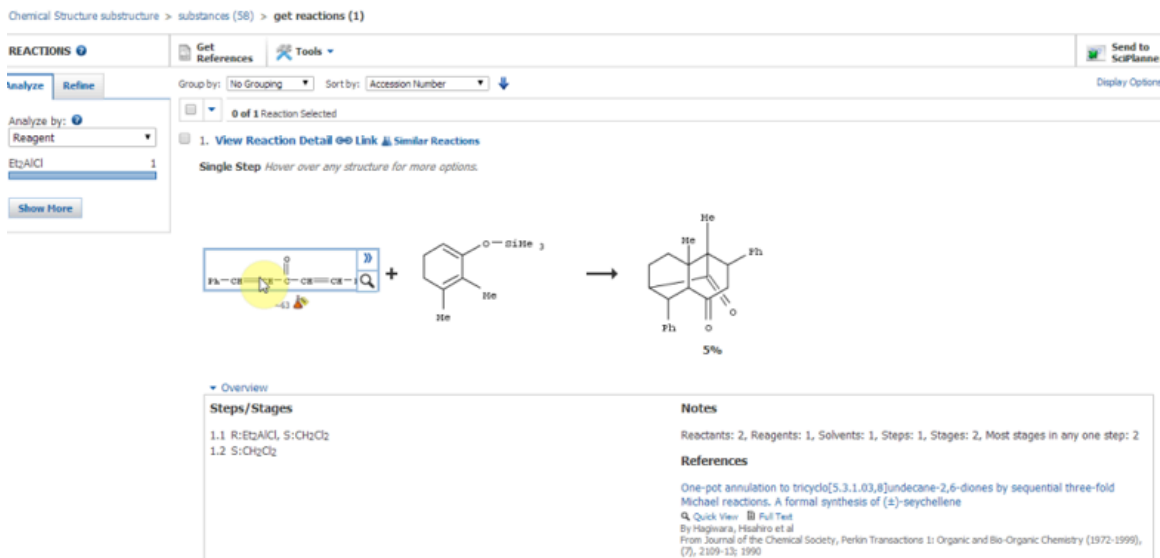 Chemical Structure substructure > substances (58) > get reactions (1)
REACTIONS
Get References
Tools
Send to SciPlanne
Analyze
Refine
Group by: No Grouping
Sort by: Accession Number
Display Options
0 of 1 Reaction Selected
Analyze by:
Reagent
Et2AlCl 1
Show More
1. View Reaction Detail Link Similar Reactions
Single Step Hover over any structure for more options.
O
Ph—CH
C—CH=CH—
~63
+
O—SiMe 3
Me
Me
Me
Me
Ph
Ph
O
O
5%
Overview
Steps/Stages
1.1 R:Et2AlCl, S:CH2Cl2
1.2 S:CH2Cl2
Notes
Reactants: 2, Reagents: 1, Solvents: 1, Steps: 1, Stages: 2, Most stages in any one step: 2
References
One-pot annulation to tricyclo[5.3.1.03,8]undecane-2,6-diones by sequential three-fold
Michael reactions. A formal synthesis of (±)-seychellene
Quick View Full Text
By Hagiwara, Hisahiro et al
From Journal of the Chemical Society, Perkin Transactions 1: Organic and Bio-Organic Chemistry (1972-1999),
(7), 2109-13; 1990